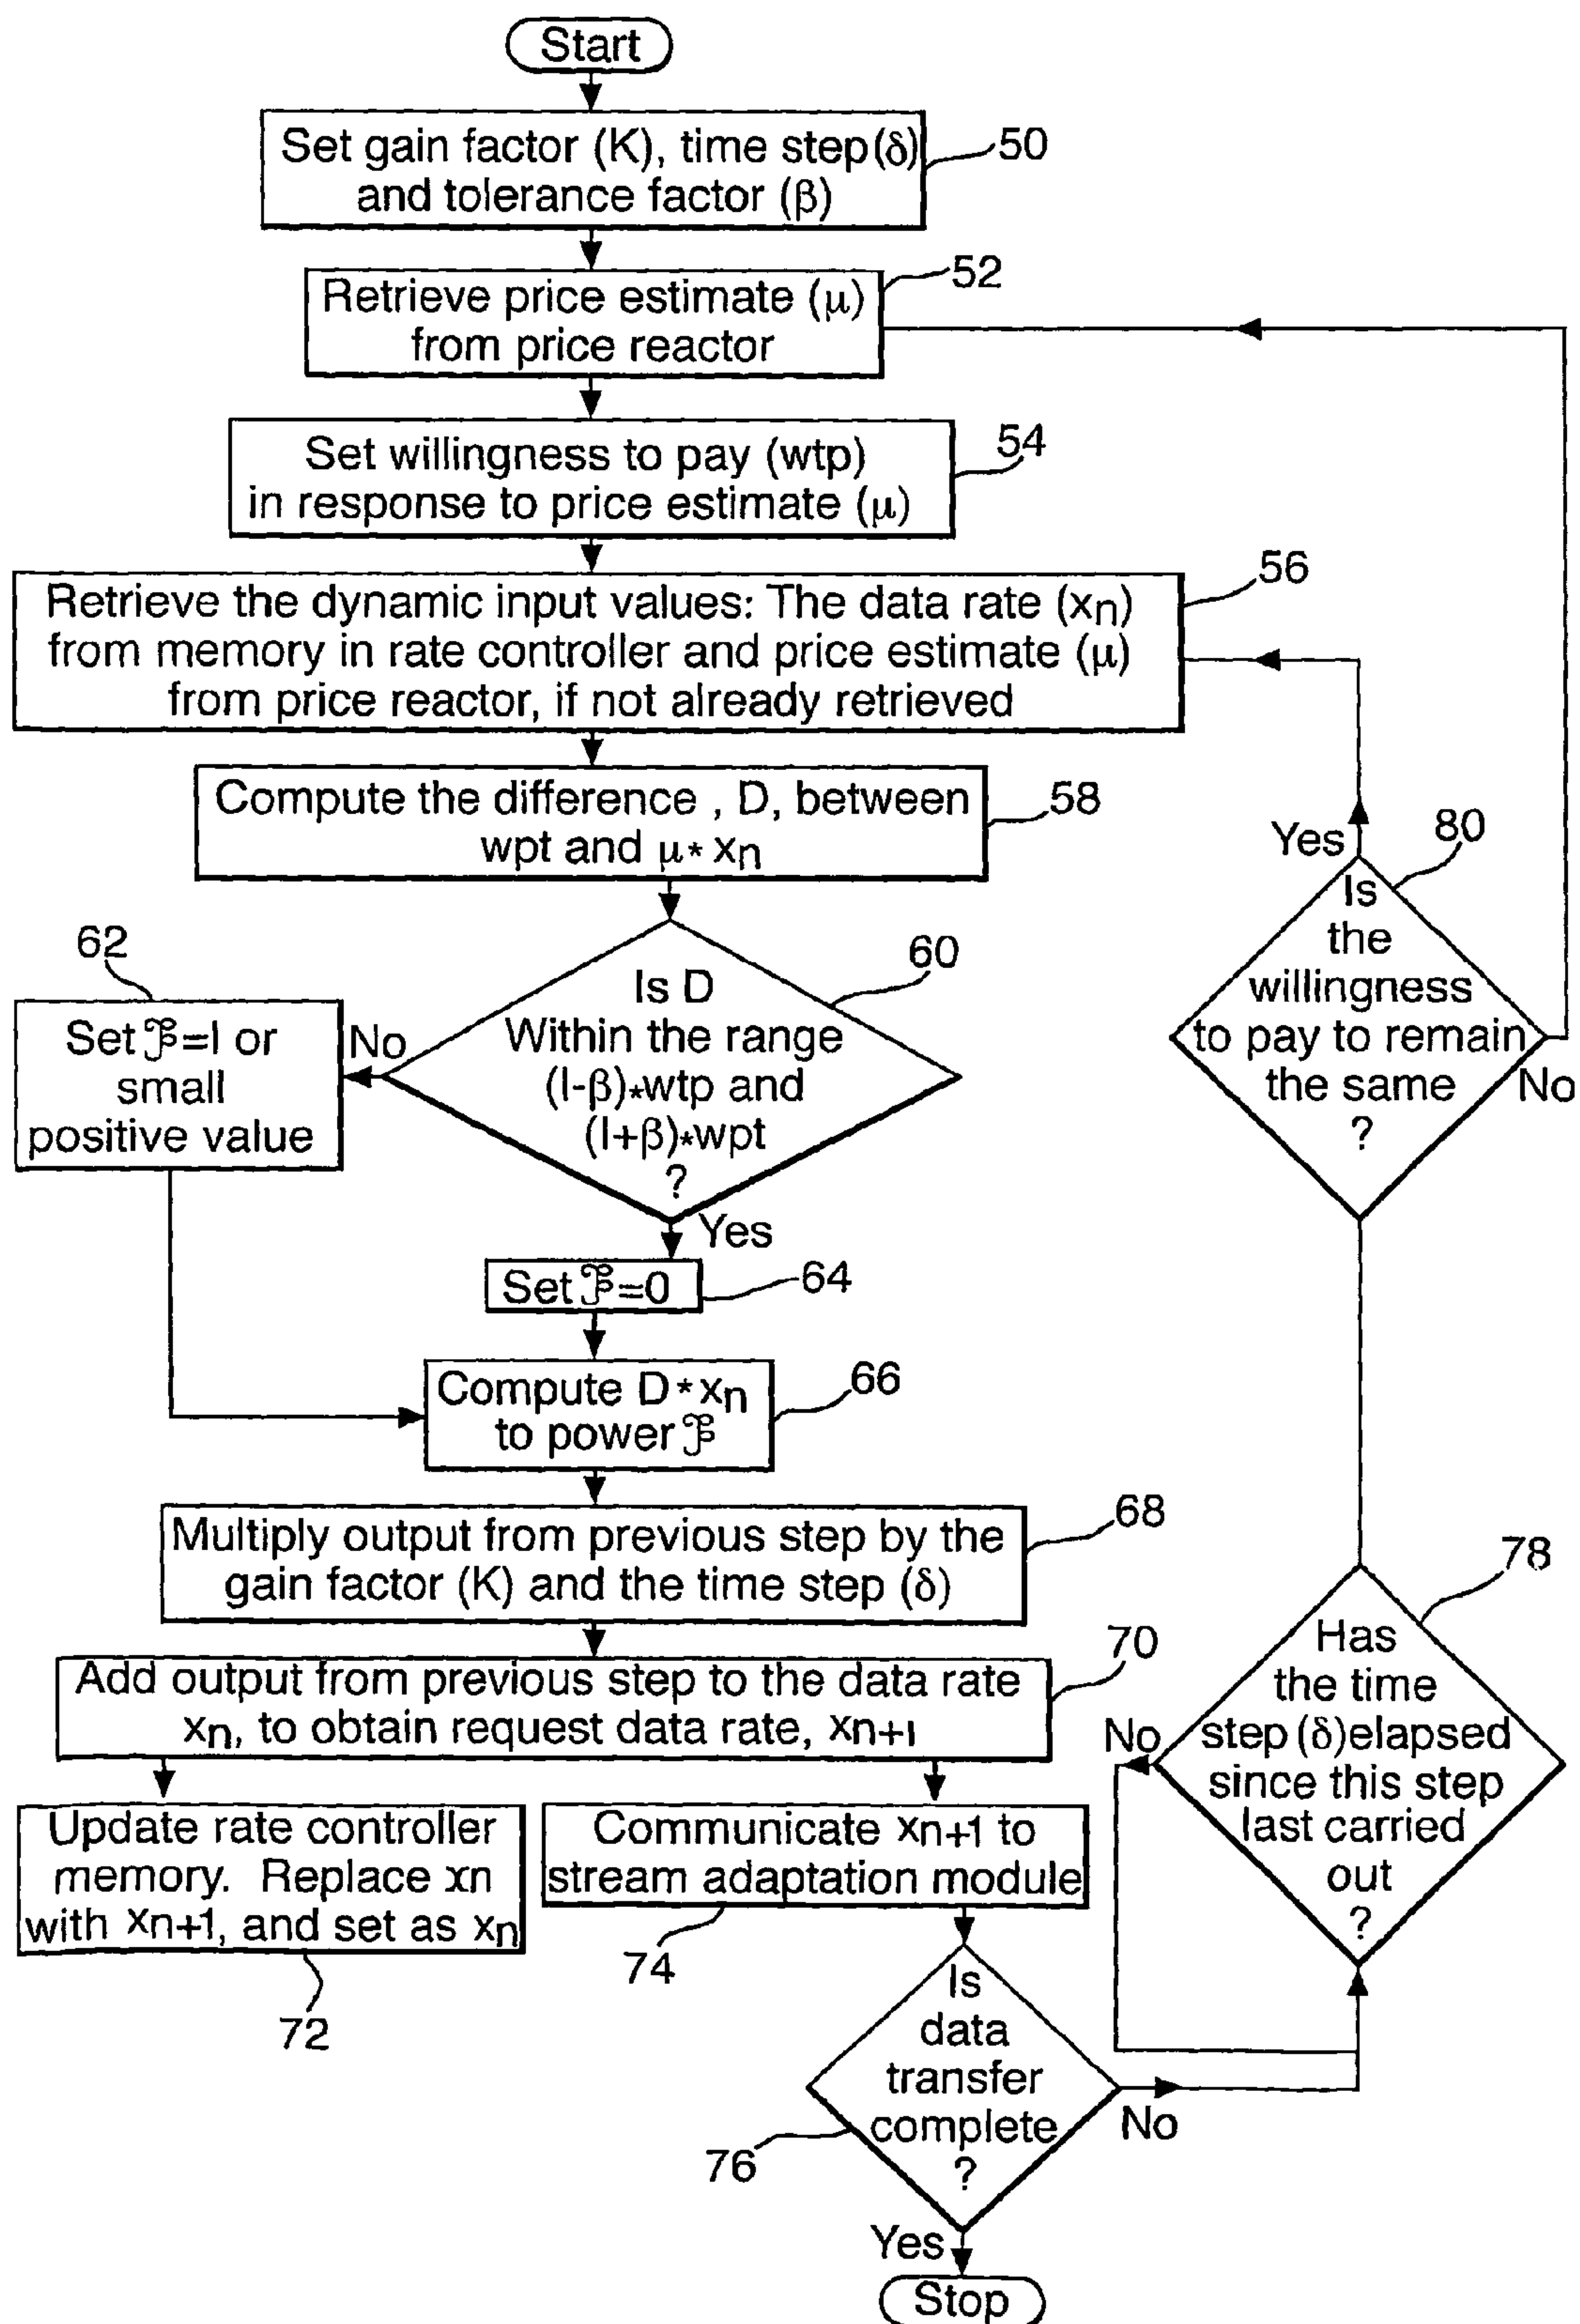 Start
Set gain factor (K), time step(δ)
and tolerance factor (β)
50
Retrieve price estimate (μ)
from price reactor
52
Set willingness to pay (wtp)
in response to price estimate (μ)
54
Retrieve the dynamic input values: The data rate (xn)
from memory in rate controller and price estimate (μ)
from price reactor, if not already retrieved
56
Compute the difference , D, between
wpt and μ* xn
58
Is D
Within the range
(I-β)*wtp and
(I+β)*wpt
?
60
No
Set 𝔉=I or
small
positive value
62
Yes
Set 𝔉=0
64
Compute D*xn
to power 𝔉
66
Multiply output from previous step by the
gain factor (K) and the time step (δ)
68
Add output from previous step to the data rate
xn, to obtain request data rate, xn+I
70
Update rate controller
memory. Replace xn
with xn+1, and set as xn
72
Communicate xn+1 to
stream adaptation module
74
Is
data
transfer
complete
?
76
Yes
Stop
No
Has
the time
step (δ)elapsed
since this step
last carried
out
?
78
No
Is
the
willingness
to pay to remain
the same
?
80
Yes
No